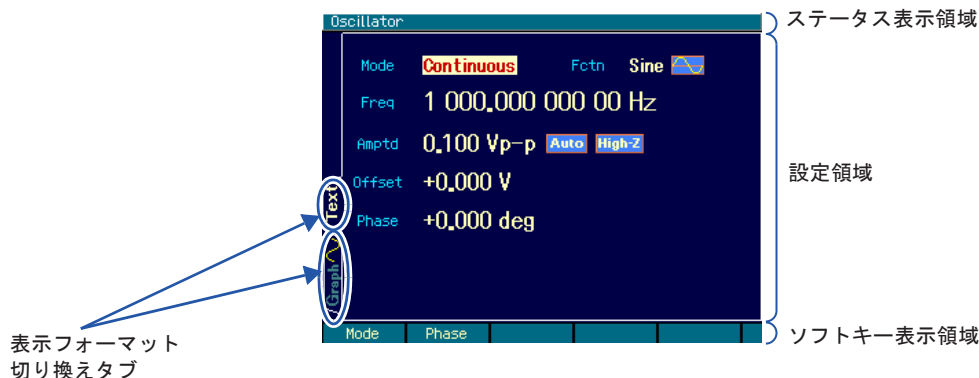 Oscillator
ステータス表示領域
Mode Continuous Fctn Sine
Freq 1 000.000 000 00 Hz
Amptd 0.100 Vp-p Auto High-Z
設定領域
Offset +0.000 V
Text
Phase +0.000 deg
Graph
Mode Phase
ソフトキー表示領域
表示フォーマット
切り換えタブ